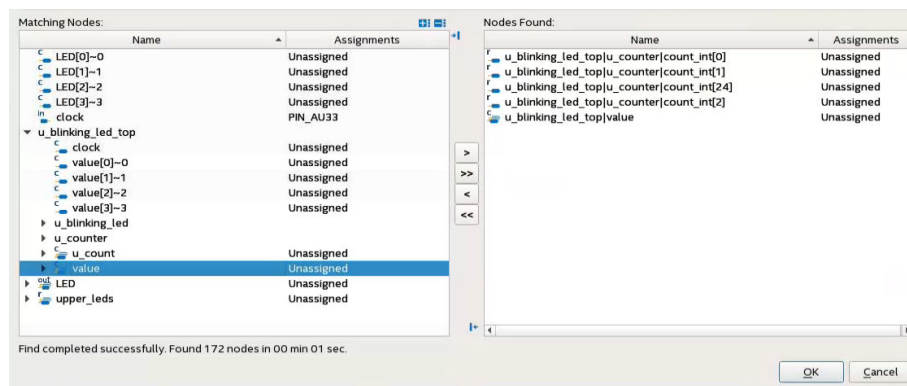 Matching Nodes:
Name Assignments
LED[0]~0 Unassigned
LED[1]~1 Unassigned
LED[2]~2 Unassigned
LED[3]~3 Unassigned
in clock PIN_AU33
u_blinking_led_top
clock Unassigned
value[0]~0 Unassigned
value[1]~1 Unassigned
value[2]~2 Unassigned
value[3]~3 Unassigned
u_blinking_led
u_counter
u_count Unassigned
value Unassigned
out LED Unassigned
upper_leds Unassigned
Find completed successfully. Found 172 nodes in 00 min 01 sec.
>
>>
<
<<
Nodes Found:
Name Assignments
u_blinking_led_top|u_counter|count_int[0] Unassigned
u_blinking_led_top|u_counter|count_int[1] Unassigned
u_blinking_led_top|u_counter|count_int[24] Unassigned
u_blinking_led_top|u_counter|count_int[2] Unassigned
u_blinking_led_top|value Unassigned
OK Cancel